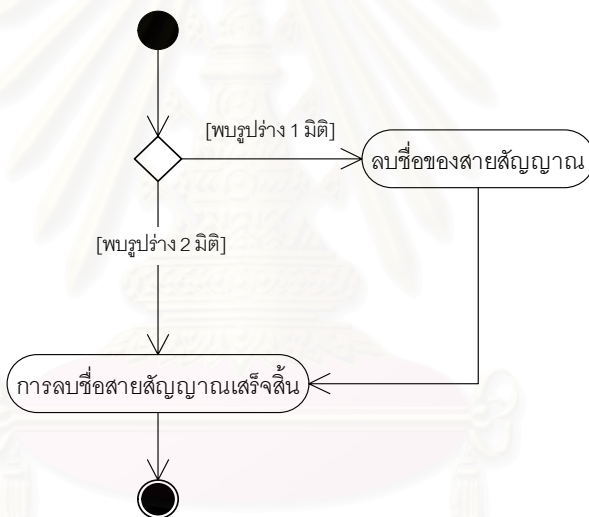 [พบรูปร่าง 1 มิติ]
ลบชื่อของสายสัญญาณ
[พบรูปร่าง 2 มิติ]
การลบชื่อสายสัญญาณเสร็จสิ้น